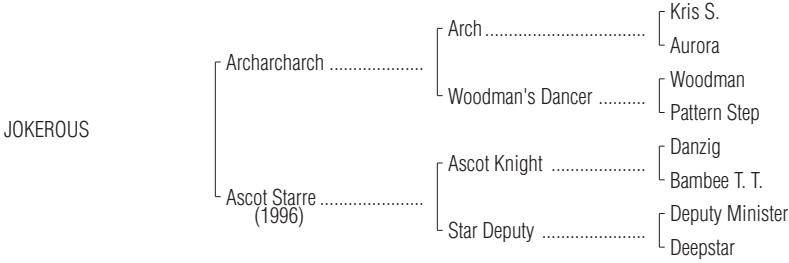 Kris S.
Arch ................................
Aurora
Archarcharch ...................
Woodman
Woodman's Dancer ..........
Pattern Step
JOKEROUS
Danzig
Ascot Knight ...................
Bambee T. T.
Ascot Starre .....................
(1996)
Deputy Minister
Star Deputy .....................
Deepstar